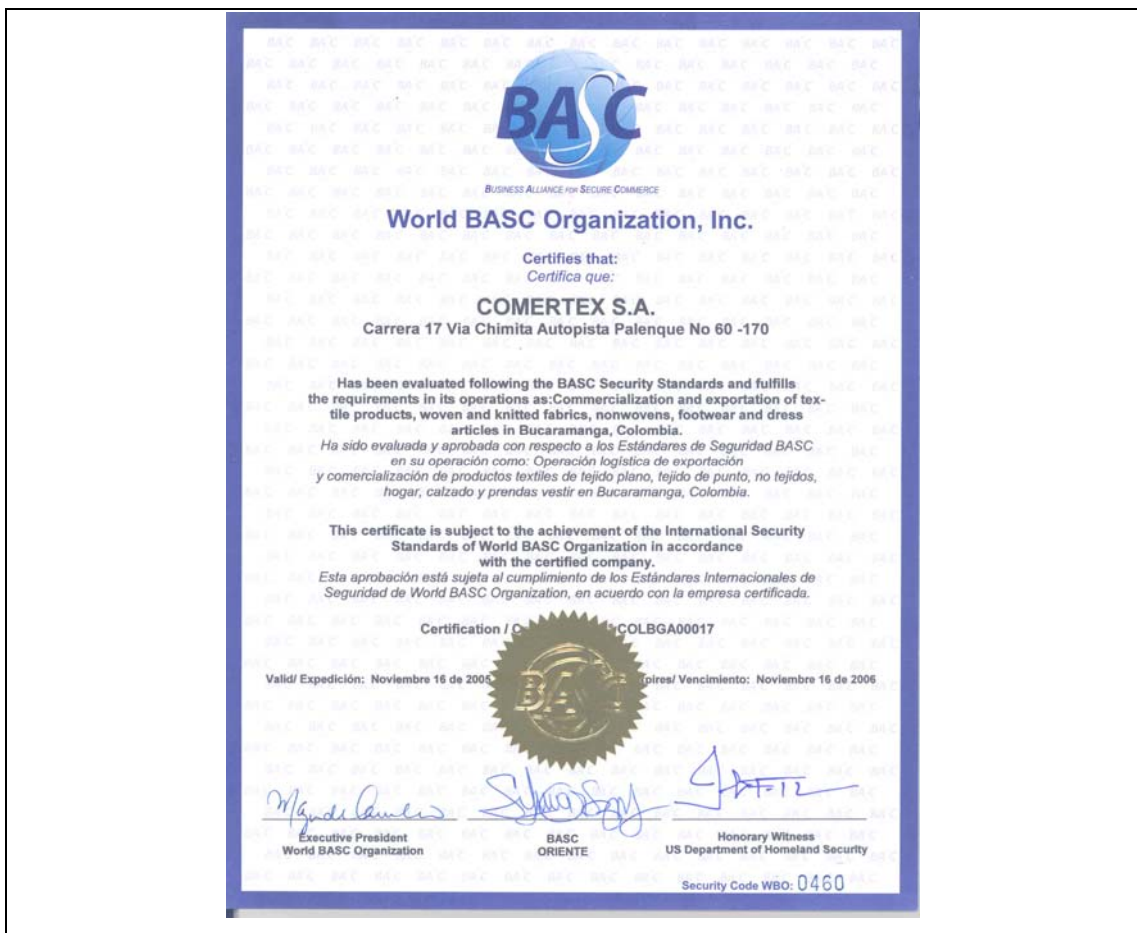 BASC
BUSINESS ALLIANCE FOR SECURE COMMERCE
World BASC Organization, Inc.
Certifies that:
Certifica que:
COMERTEX S.A.
Carrera 17 Via Chimita Autopista Palenque No 60 -170
Has been evaluated following the BASC Security Standards and fulfills
the requirements in its operations as:Commercialization and exportation of tex-
tile products, woven and knitted fabrics, nonwovens, footwear and dress
articles in Bucaramanga, Colombia.
Ha sido evaluada y aprobada con respecto a los Estándares de Seguridad BASC
en su operación como: Operación logística de exportación
y comercialización de productos textiles de tejido plano, tejido de punto, no tejidos,
hogar, calzado y prendas vestir en Bucaramanga, Colombia.
This certificate is subject to the achievement of the International Security
Standards of World BASC Organization in accordance
with the certified company.
Esta aprobación está sujeta al cumplimiento de los Estándares Internacionales de
Seguridad de World BASC Organization, en acuerdo con la empresa certificada.
Certification / COLBGA00017
Valid/ Expedición: Noviembre 16 de 2005 pires/ Vencimiento: Noviembre 16 de 2006
BASC
Executive President
World BASC Organization
BASC
ORIENTE
Honorary Witness
US Department of Homeland Security
Security Code WBO: 0460